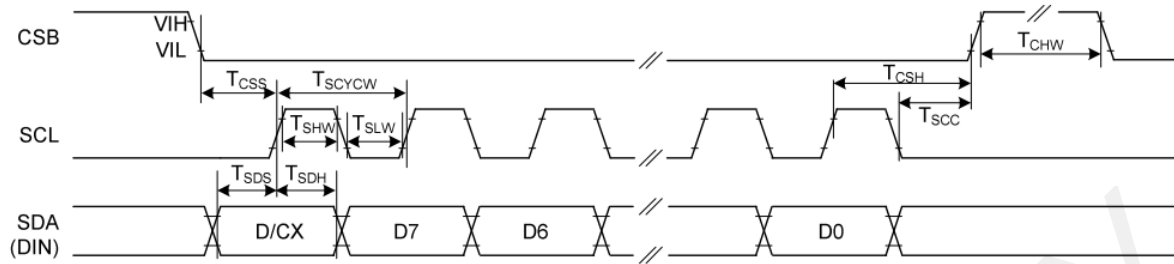 CSB
VIH
VIL
TCHW
TCSS
TSCYCW
TCSH
SCL
TSHW
TSLW
TSCC
TSDS
TSDH
SDA
(DIN)
D/CX
D7
D6
D0